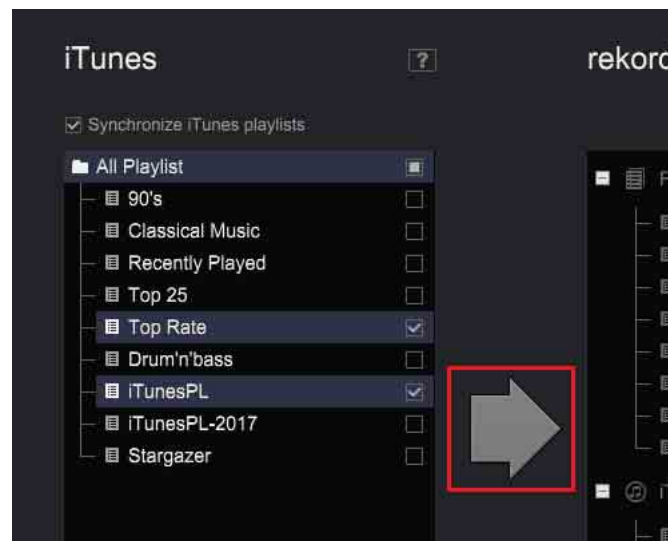 iTunes
?
rekord
Synchronize iTunes playlists
All Playlist
90's
Classical Music
Recently Played
Top 25
Top Rate
Drum'n'bass
iTunesPL
iTunesPL-2017
Stargazer